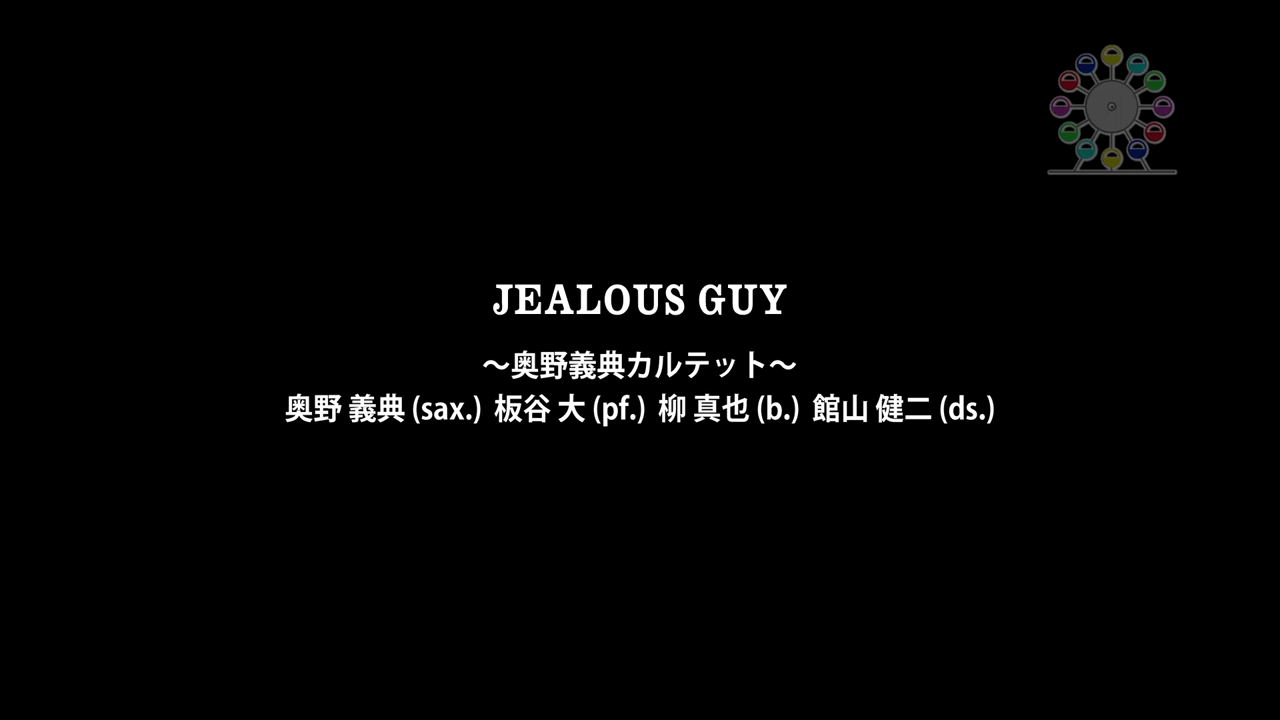 JEALOUS GUY
～奥野義典カルテット～
奥野 義典 (sax.) 板谷 大 (pf.) 柳 真也 (b.) 館山 健二 (ds.)